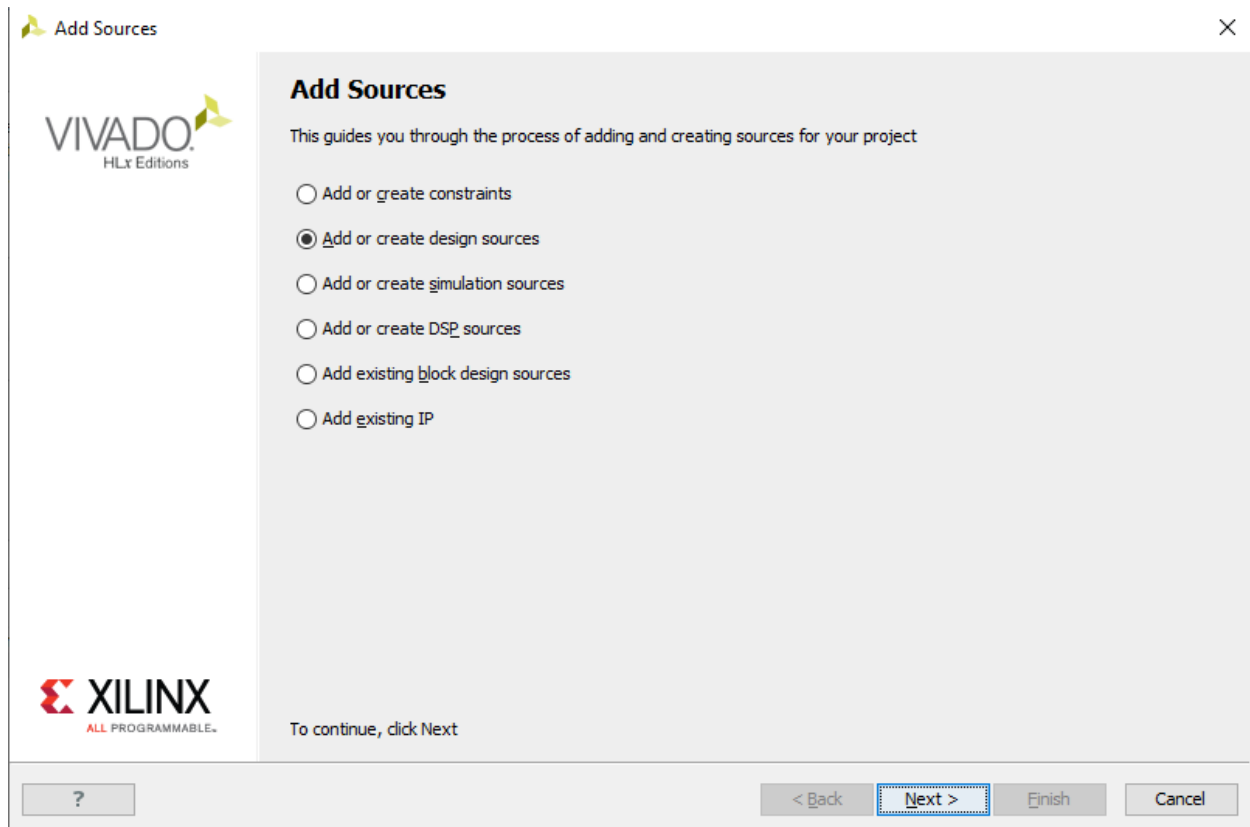 Add Sources
VIVADO.
HLx Editions
Add Sources
This guides you through the process of adding and creating sources for your project
Add or create constraints
Add or create design sources
Add or create simulation sources
Add or create DSP sources
Add existing block design sources
Add existing IP
XILINX
ALL PROGRAMMABLE™
To continue, click Next
?
< Back
Next >
Finish
Cancel